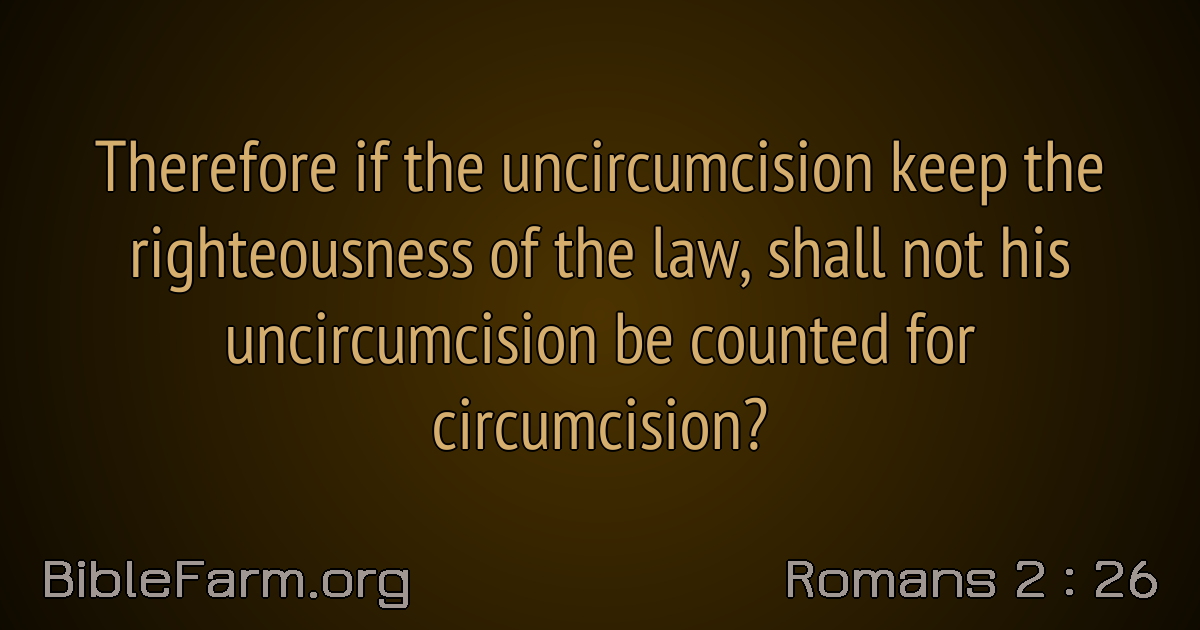 Therefore if the uncircumcision keep the
righteousness of the law, shall not his
uncircumcision be counted for
circumcision?
BibleFarm.org
Romans 2 : 26